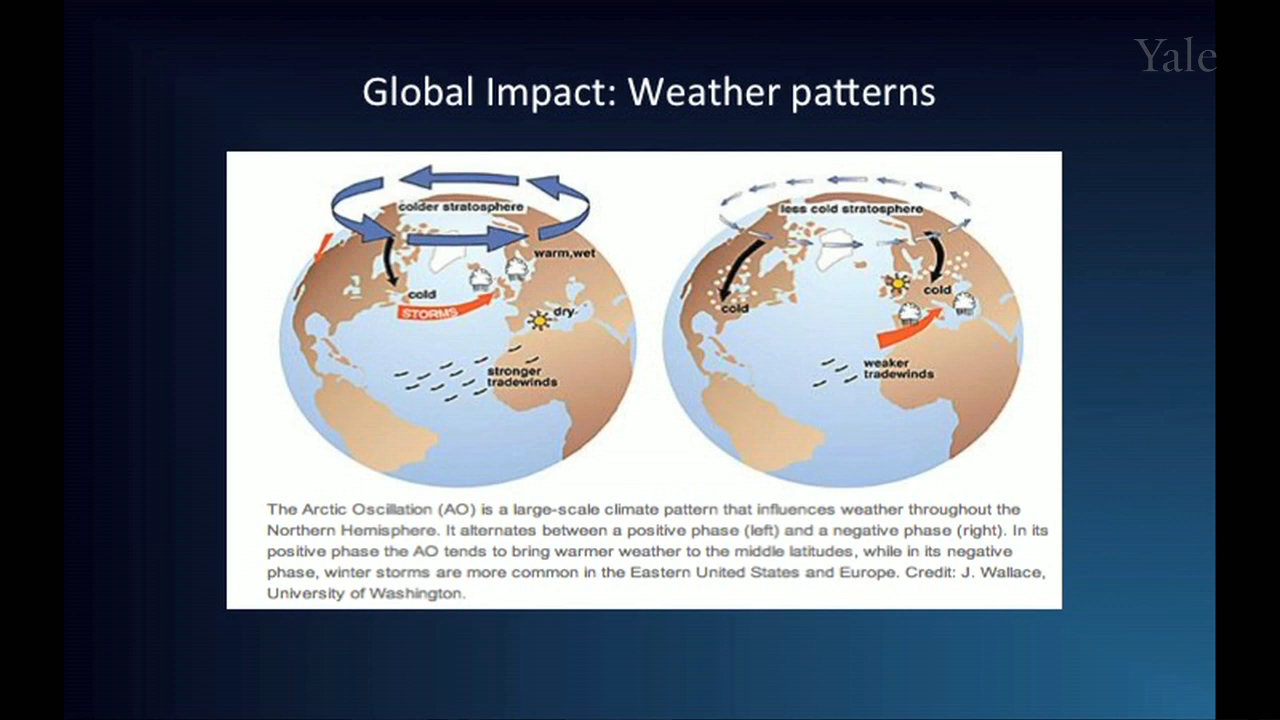 Yale
Global Impact: Weather patterns
colder stratosphere
warm,wet
cold
STORMS
dry
stronger
tradewinds
less cold stratosphere
cold
cold
weaker
tradewinds
The Arctic Oscillation (AO) is a large-scale climate pattern that influences weather throughout the
Northern Hemisphere. It alternates between a positive phase (left) and a negative phase (right). In its
positive phase the AO tends to bring warmer weather to the middle latitudes, while in its negative
phase, winter storms are more common in the Eastern United States and Europe. Credit: J. Wallace,
University of Washington.